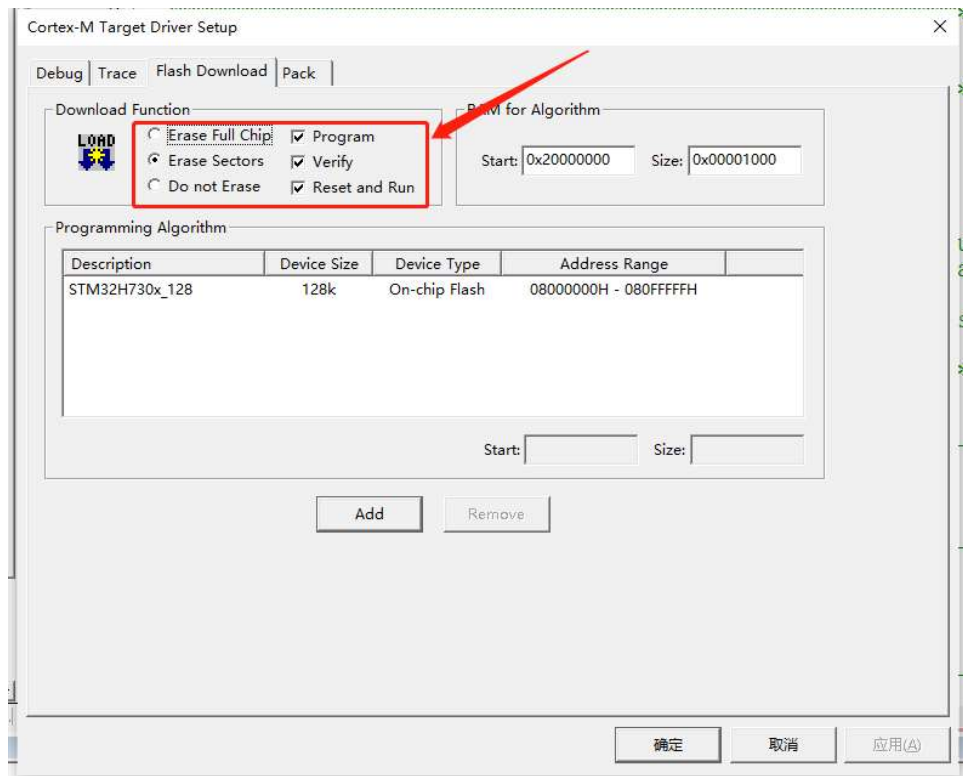 Cortex-M Target Driver Setup
Debug Trace Flash Download Pack
Download Function
LOAD
Erase Full Chip Program
Erase Sectors Verify
Do not Erase Reset and Run
RAM for Algorithm
Start: 0x20000000 Size: 0x00001000
Programming Algorithm
Description Device Size Device Type Address Range
STM32H730x_128 128k On-chip Flash 08000000H - 080FFFFFH
Start: Size:
Add Remove
确定 取消 应用(A)